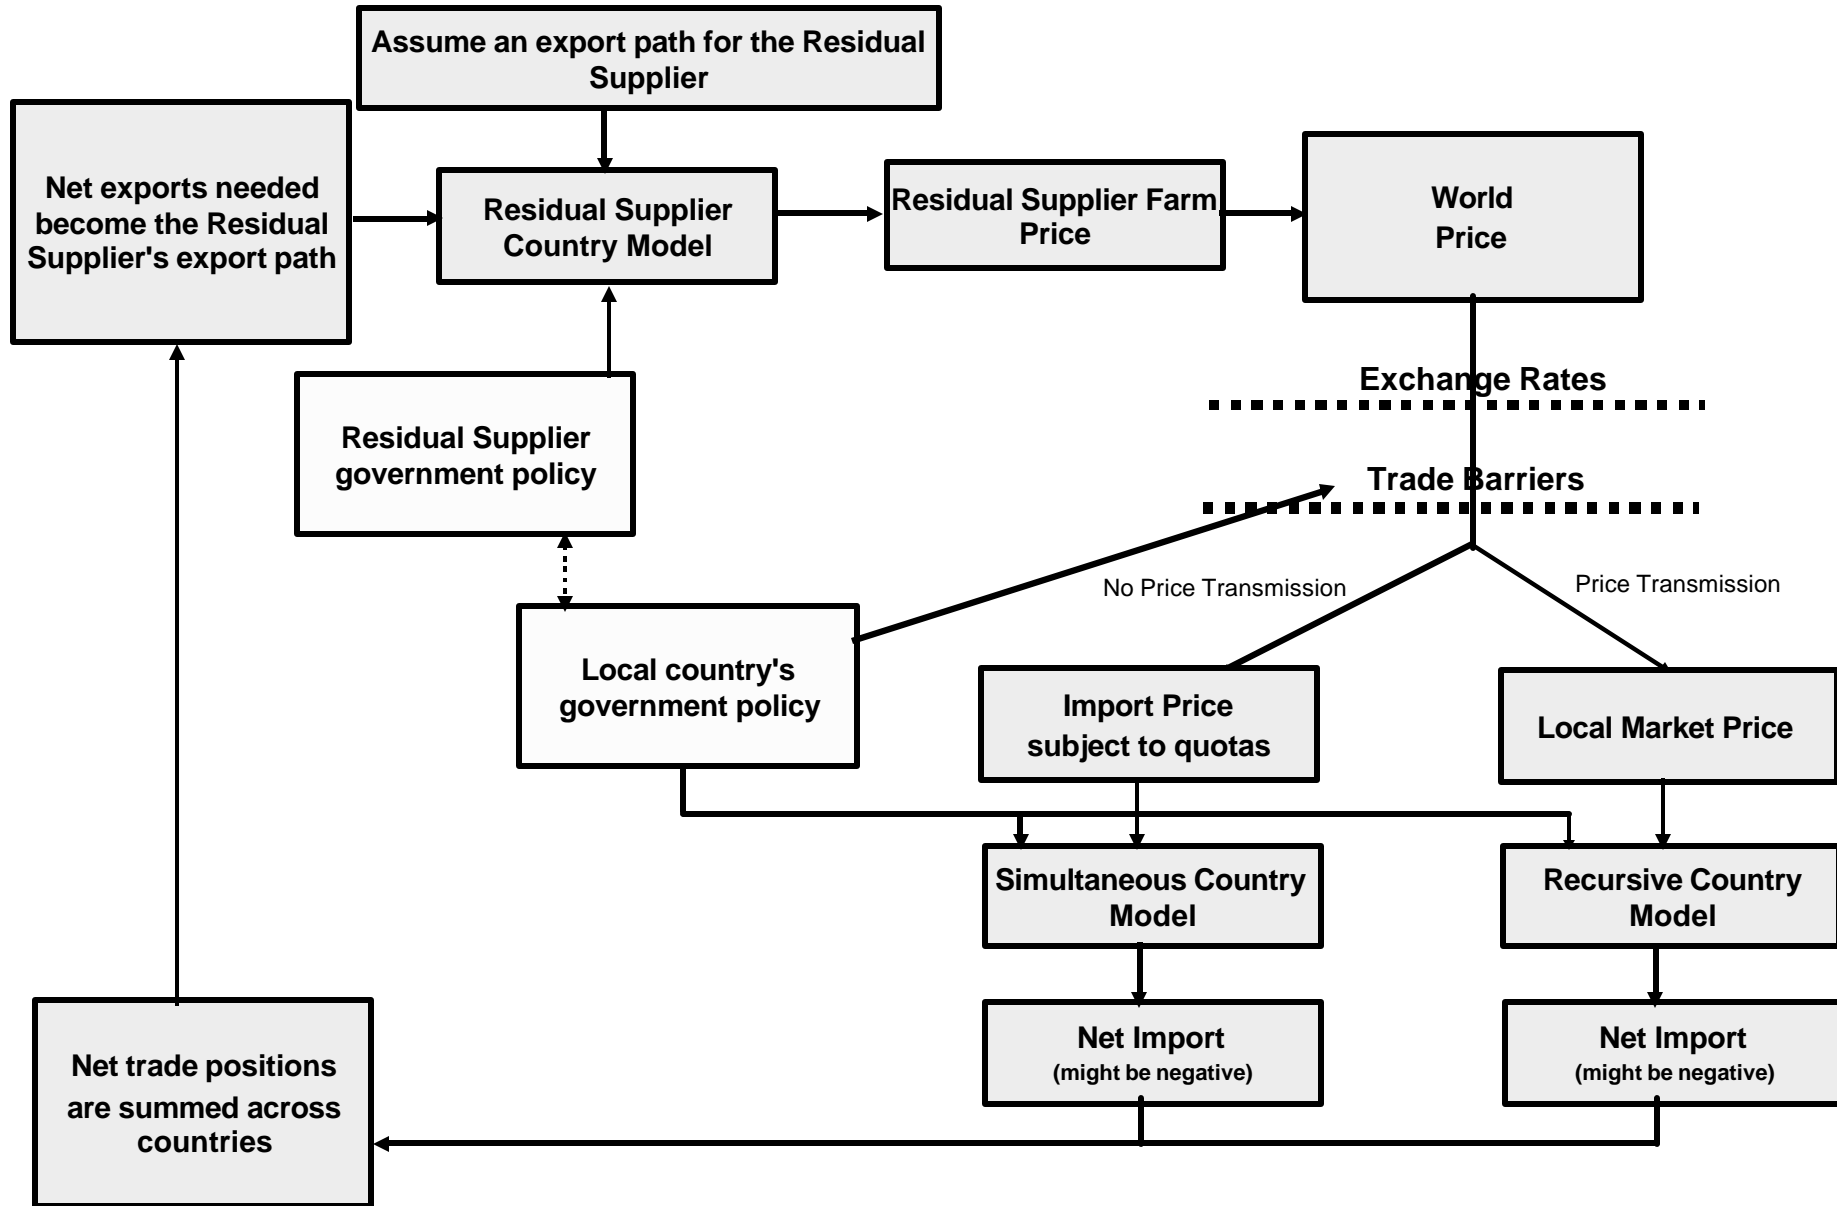 Assume an export path for the Residual
Supplier
Net exports needed
become the Residual
Supplier's export path
Residual Supplier
Country Model
Residual Supplier Farm
Price
World
Price
Exchange Rates
Residual Supplier
government policy
Trade Barriers
No Price Transmission
Price Transmission
Local country's
government policy
Import Price
subject to quotas
Local Market Price
Simultaneous Country
Model
Recursive Country
Model
Net Import
(might be negative)
Net Import
(might be negative)
Net trade positions
are summed across
countries